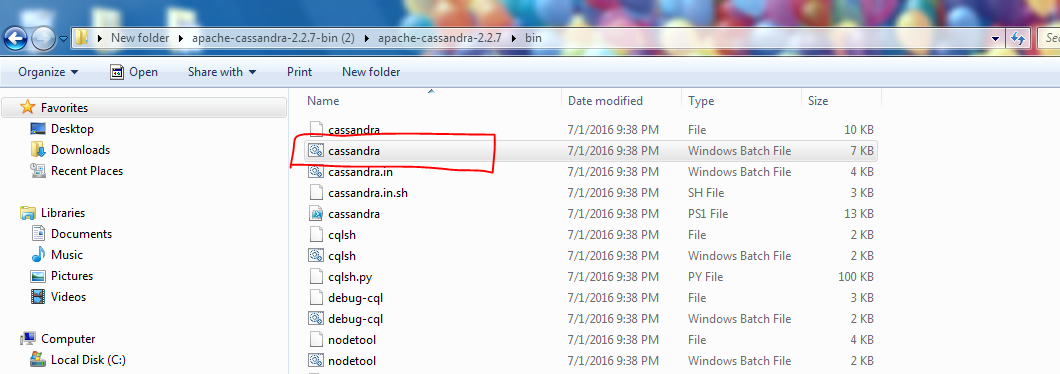 New folder apache-cassandra-2.2.7-bin (2) apache-cassandra-2.2.7 bin
Organize Open Share with Print New folder
Favorites
Desktop
Downloads
Recent Places
Libraries
Documents
Music
Pictures
Videos
Computer
Local Disk (C:)
Name Date modified Type Size
cassandra 7/1/2016 9:38 PM File 10 KB
cassandra 7/1/2016 9:38 PM Windows Batch File 7 KB
cassandra.in 7/1/2016 9:38 PM Windows Batch File 4 KB
cassandra.in.sh 7/1/2016 9:38 PM SH File 2 KB
cassandra 7/1/2016 9:38 PM PS1 File 13 KB
cqlsh 7/1/2016 9:38 PM File 2 KB
cqlsh 7/1/2016 9:38 PM Windows Batch File 2 KB
cqlsh.py 7/1/2016 9:38 PM PY File 100 KB
debug-cql 7/1/2016 9:38 PM File 3 KB
debug-cql 7/1/2016 9:38 PM Windows Batch File 2 KB
nodetool 7/1/2016 9:38 PM File 4 KB
nodetool 7/1/2016 9:38 PM Windows Batch File 2 KB